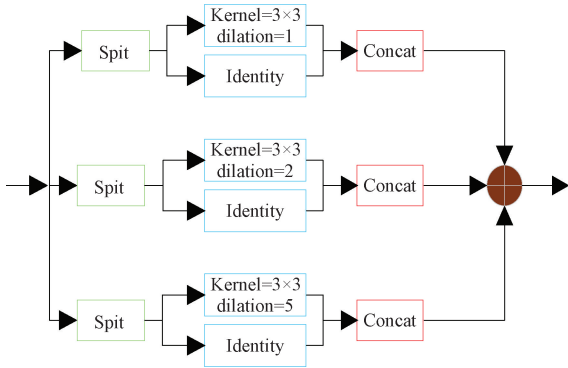 Spit
Kernel=3×3
dilation=1
Identity
Concat
Spit
Kernel=3×3
dilation=2
Identity
Concat
Spit
Kernel=3×3
dilation=5
Identity
Concat